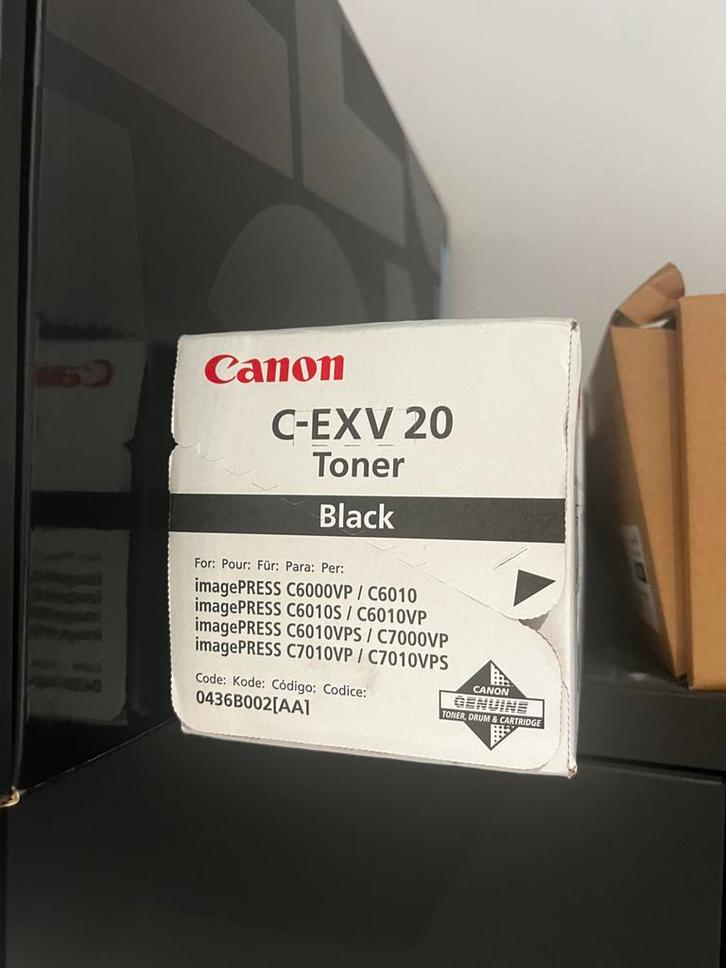 Canon
C-EXV 20
Toner
Black
For: Pour: Für: Para: Per:
imagePRESS C6000VP / C6010
imagePRESS C6010S / C6010VP
imagePRESS C6010VPS / C7000VP
imagePRESS C7010VP / C7010VPS
Code: Kode: Código: Codice:
0436B002[AA]
CANON
GENUINE
TONER, DRUM & CARTRIDGE